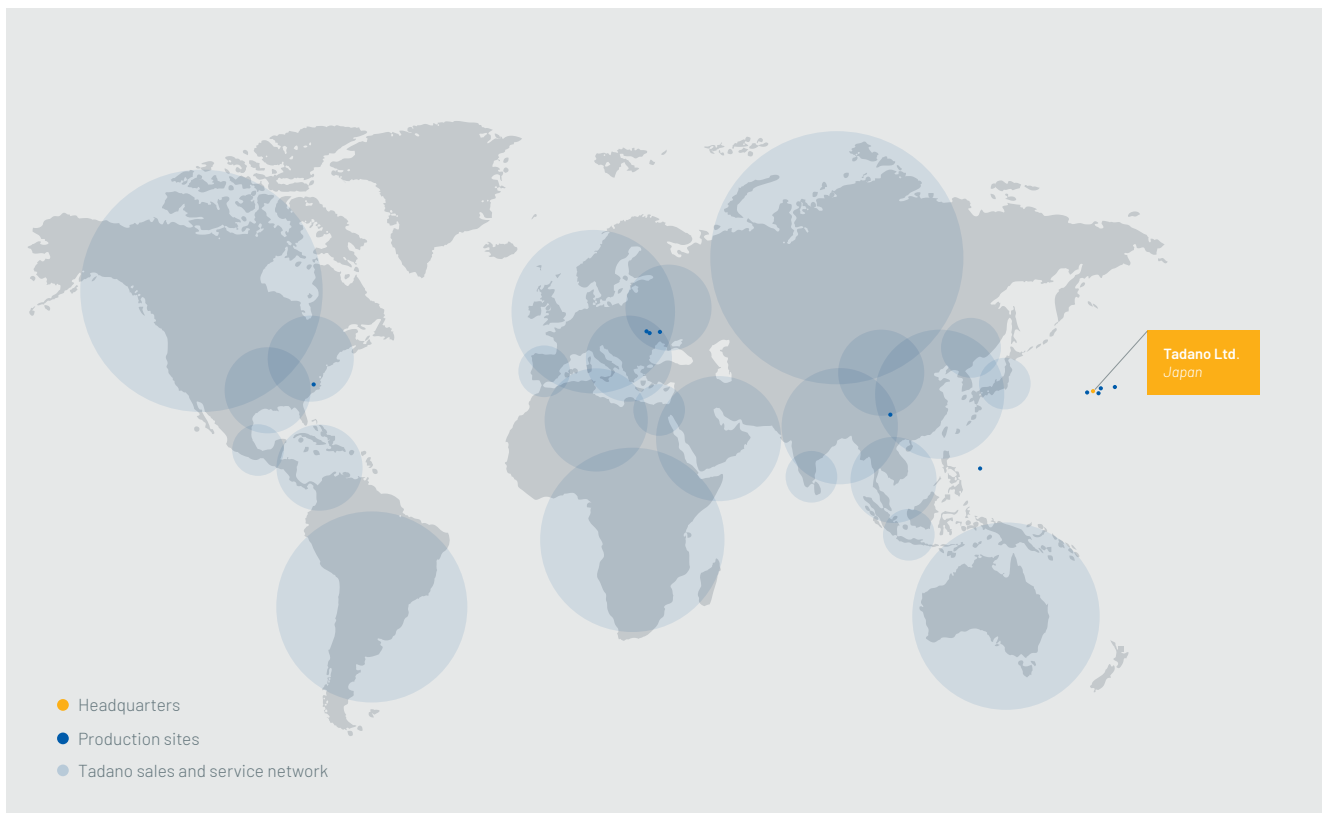 Tadano Ltd.
Japan
Headquarters
Production sites
Tadano sales and service network